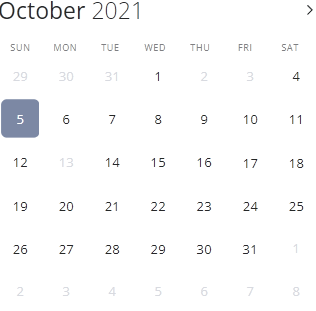 October 2021
SUN MON TUE WED THU FRI SAT
29 30 31 1 2 3 4
5 6 7 8 9 10 11
12 13 14 15 16 17 18
19 20 21 22 23 24 25
26 27 28 29 30 31 1
2 3 4 5 6 7 8